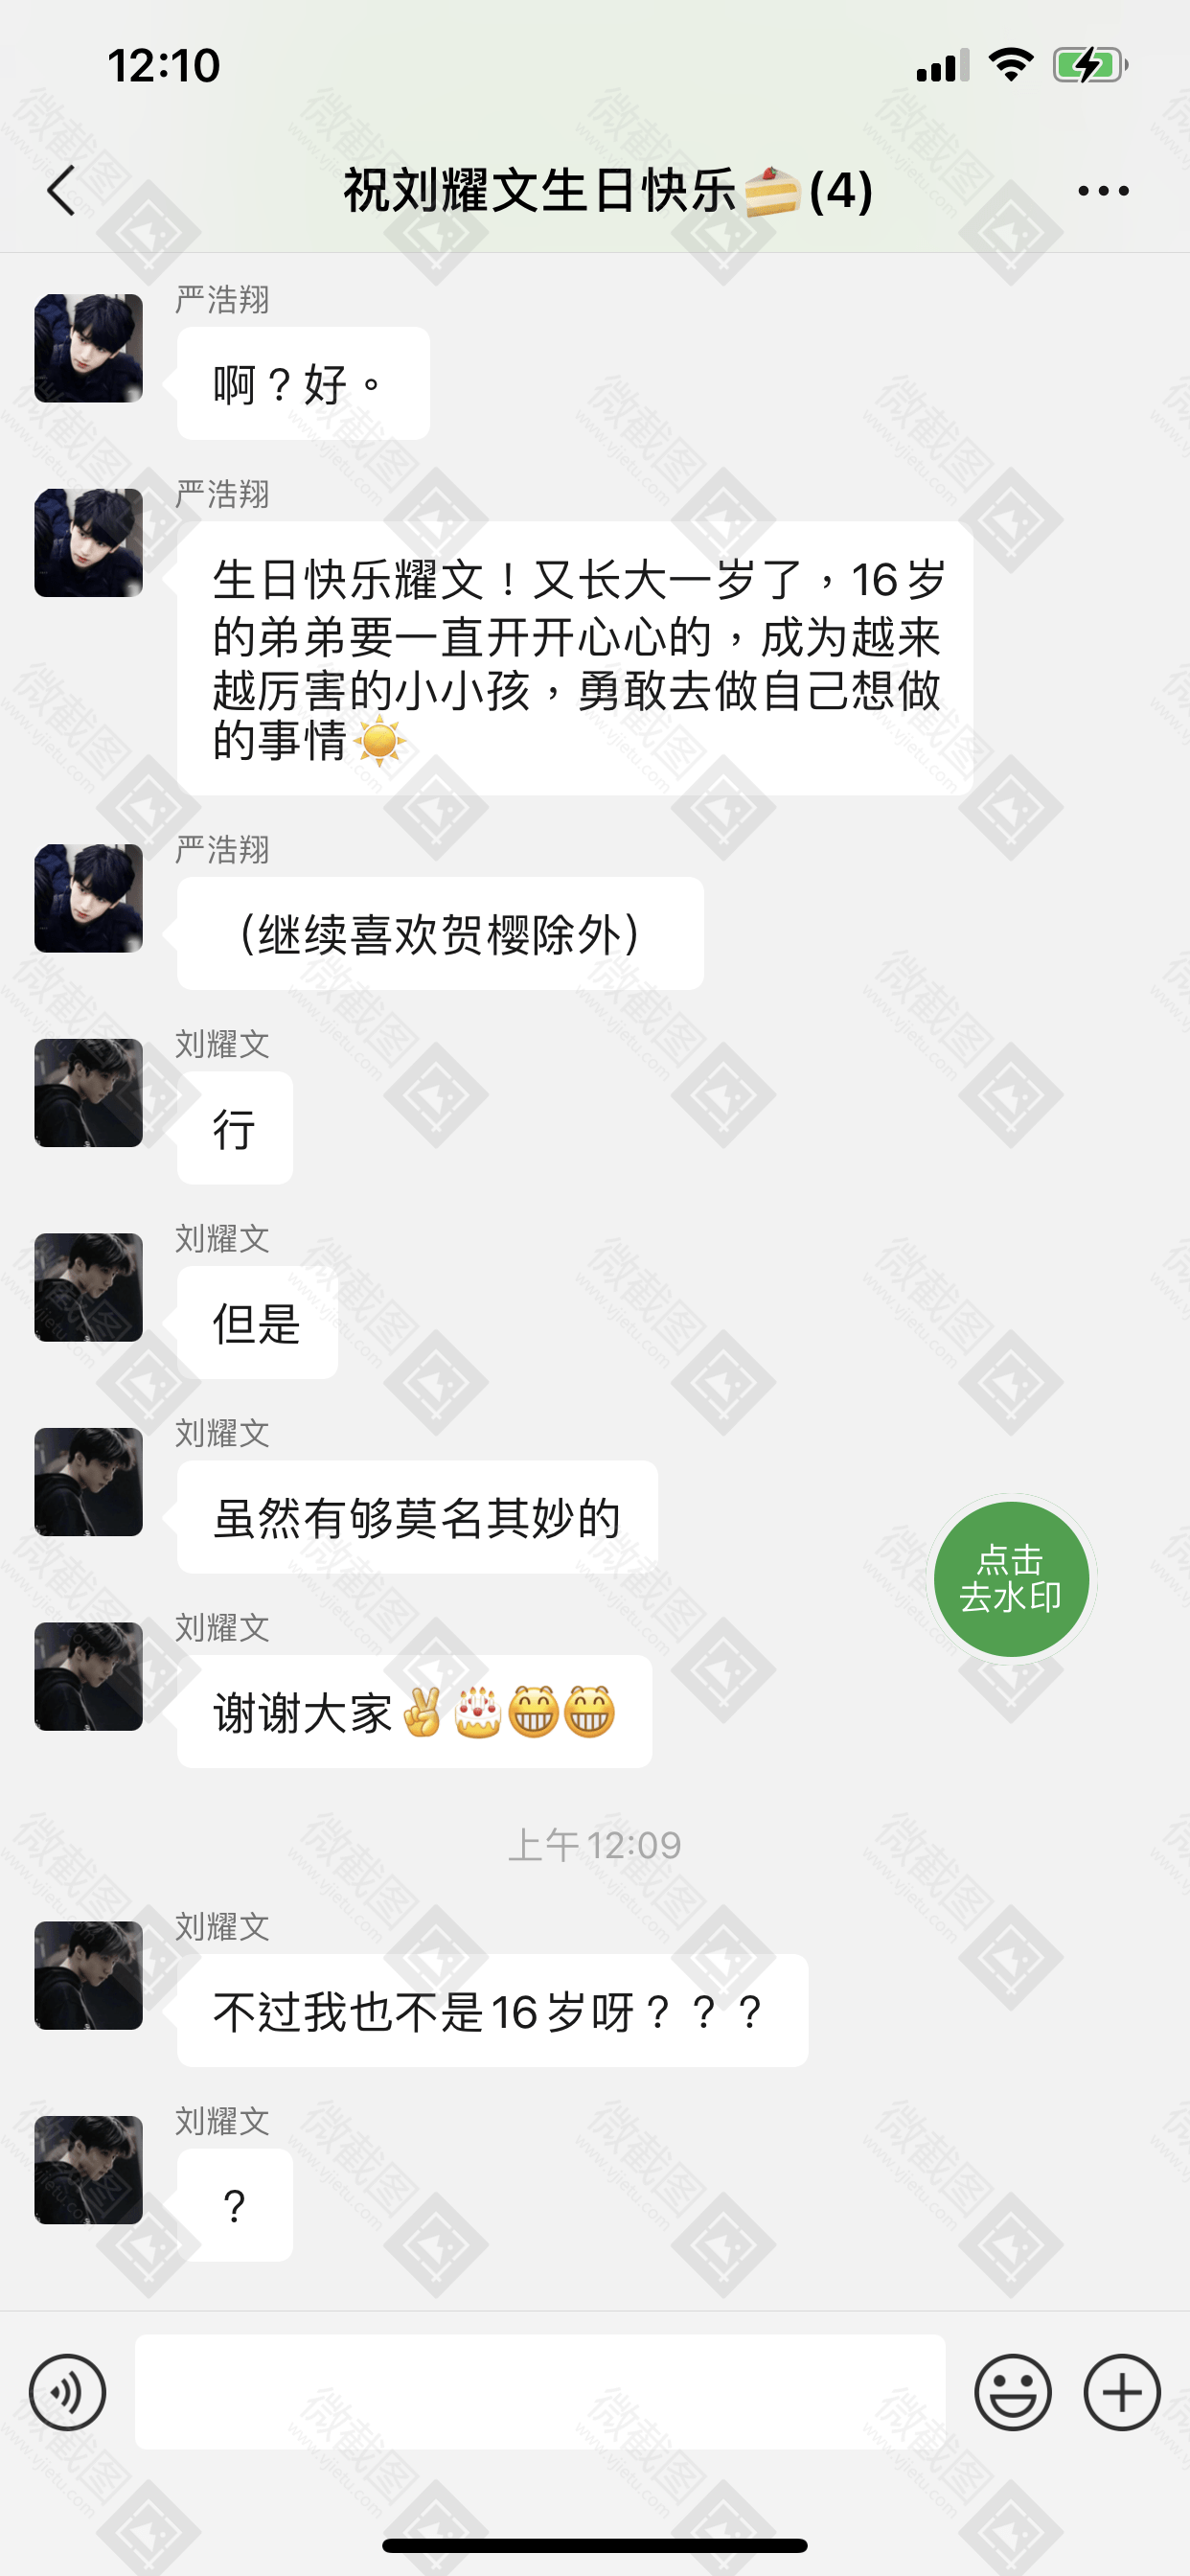 12:10
祝刘耀文生日快乐🍰(4)
严浩翔
啊？好。
严浩翔
生日快乐耀文！又长大一岁了，16岁
的弟弟要一直开开心心的，成为越来
越厉害的小小孩，勇敢去做自己想做
的事情☀️
严浩翔
（继续喜欢贺樱除外）
刘耀文
行
刘耀文
但是
刘耀文
虽然有够莫名其妙的
点击
去水印
刘耀文
谢谢大家✌️🎂😁😁
上午12:09
刘耀文
不过我也不是16岁呀？？？
刘耀文
？
微截图
www.vjietu.com